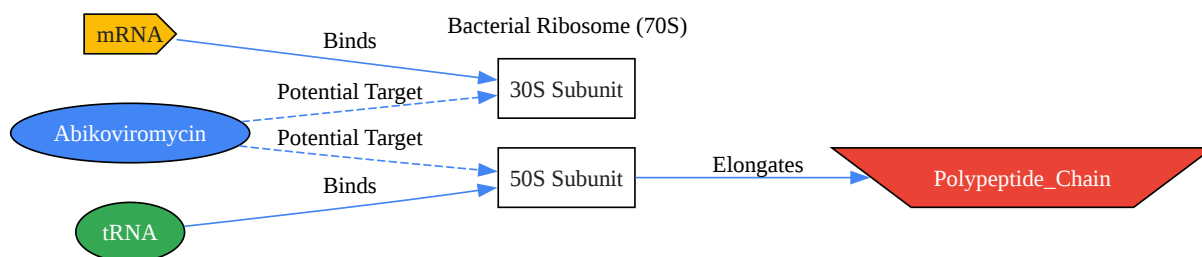 mRNA
Binds
Bacterial Ribosome (70S)
30S Subunit
Potential Target
Abikoviromycin
Potential Target
50S Subunit
Elongates
Polypeptide_Chain
Binds
tRNA